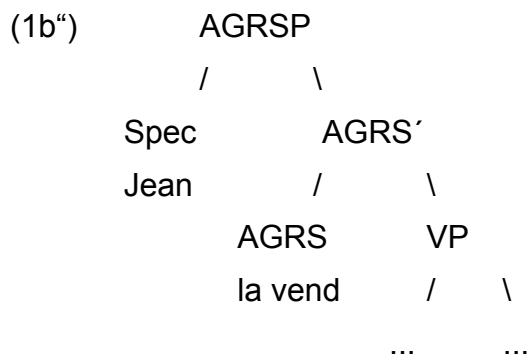 (1b“) AGRSP
/ \
Spec AGRS´
Jean / \
AGRS VP
la vend / \
... ...